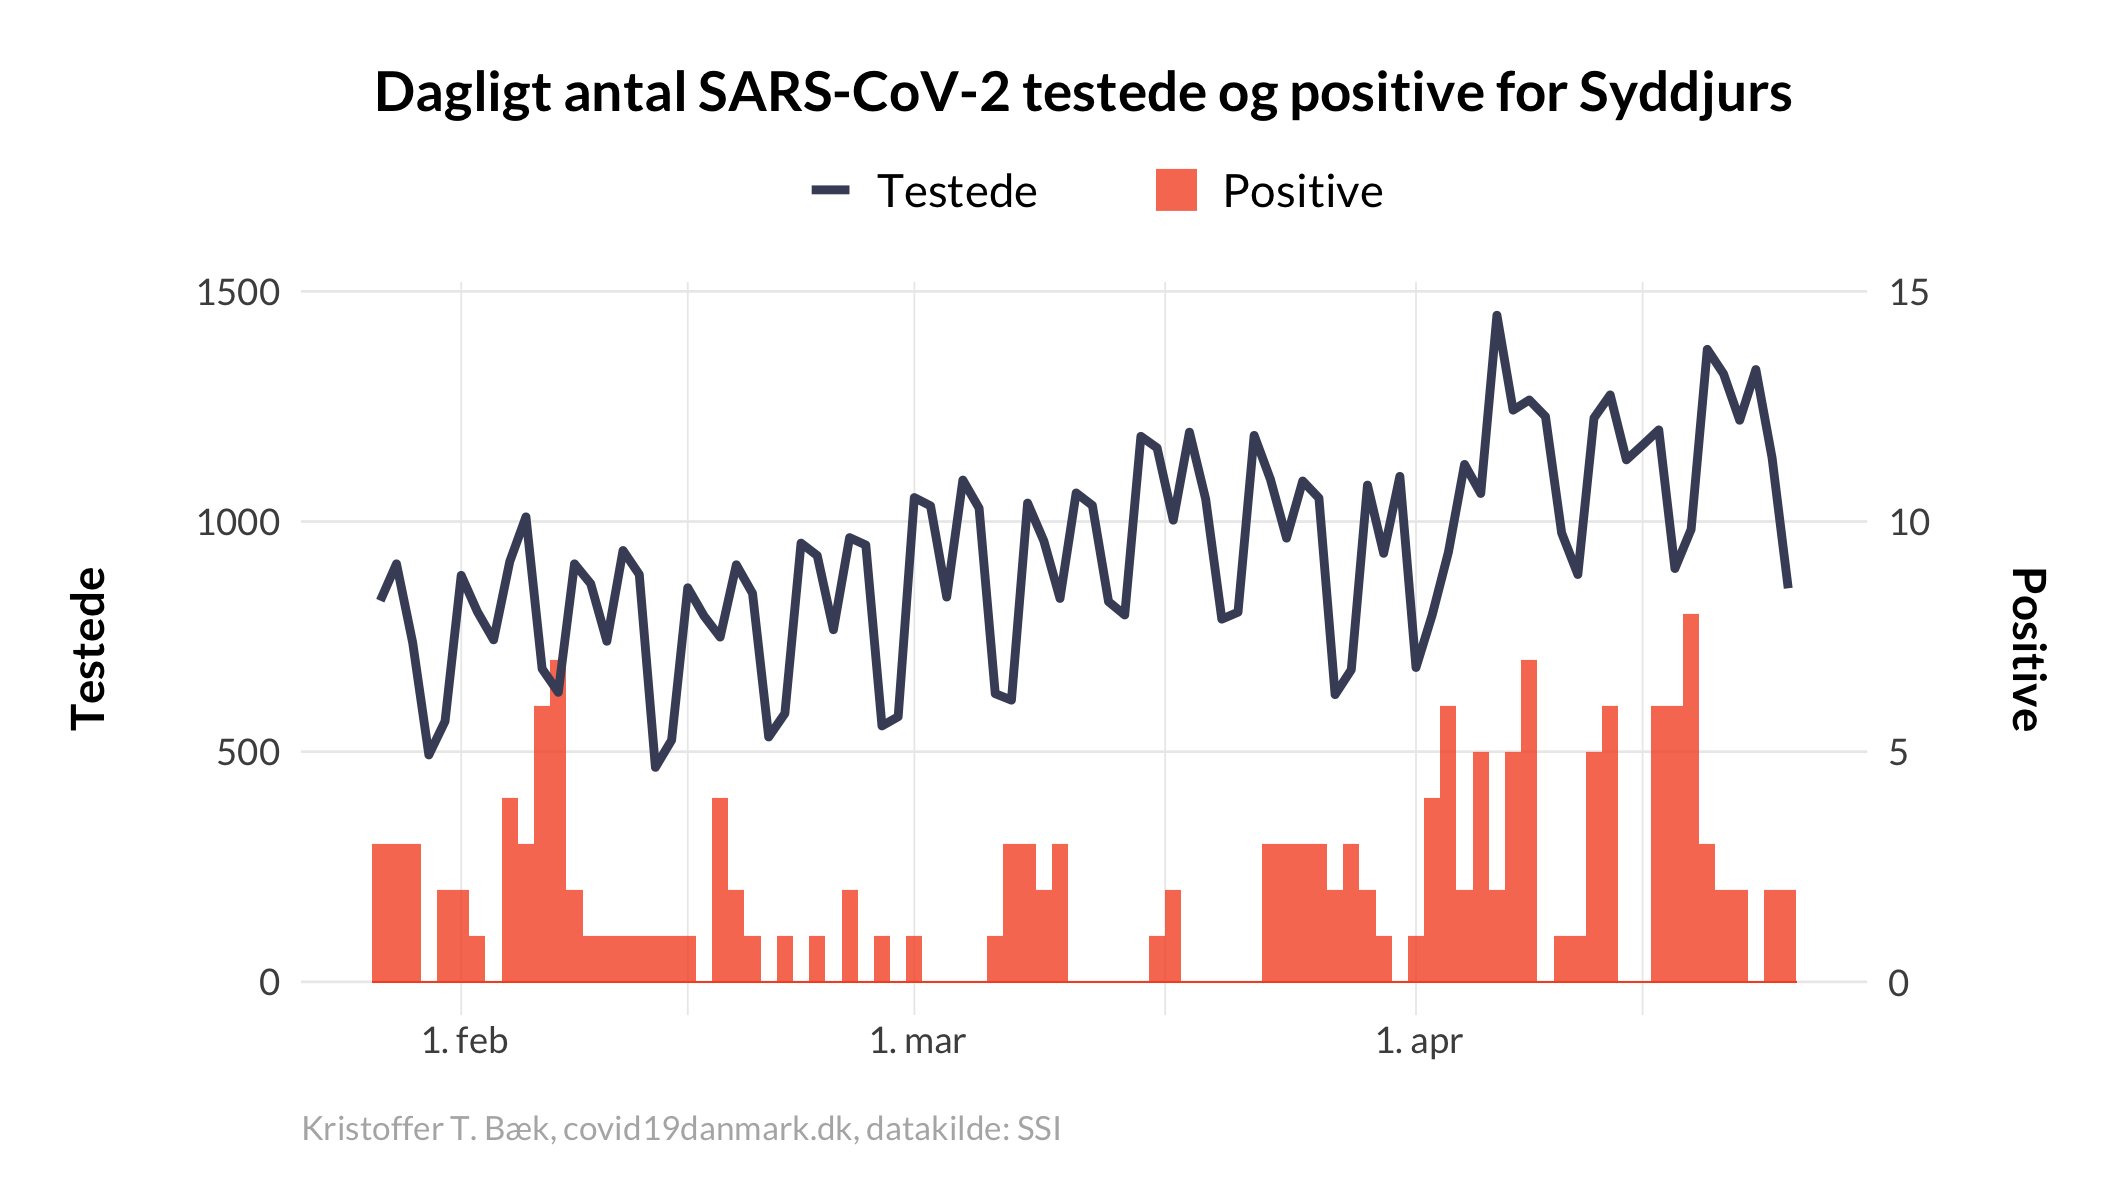 Dagligt antal SARS-CoV-2 testede og positive for Syddjurs
Testede
Positive
1500
1000
500
0
15
10
5
0
Testede
Positive
1. feb
1. mar
1. apr
Kristoffer T. Bæk, covid19danmark.dk, datakilde: SSI